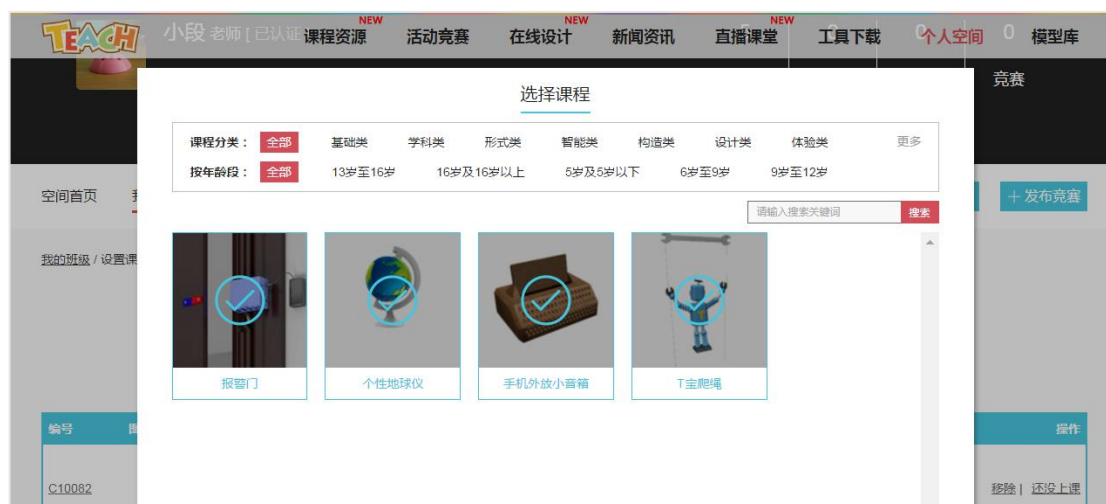 NEW NEW NEW
TEACH 小段 老师 [ 已认证 课程资源 活动竞赛 在线设计 新闻资讯 直播课堂 工具下载 个人空间 0 模型库
竞赛
选择课程
课程分类： 全部 基础类 学科类 形式类 智能类 构造类 设计类 体验类 更多
按年龄段： 全部 13岁至16岁 16岁及16岁以上 5岁及5岁以下 6岁至9岁 9岁至12岁
空间首页 ＋发布竞赛
请输入搜索关键词 搜索
我的班级 / 设置课
报警门 个性地球仪 手机外放小音箱 T宝爬绳
编号 操作
C10082 移除 | 还没上课